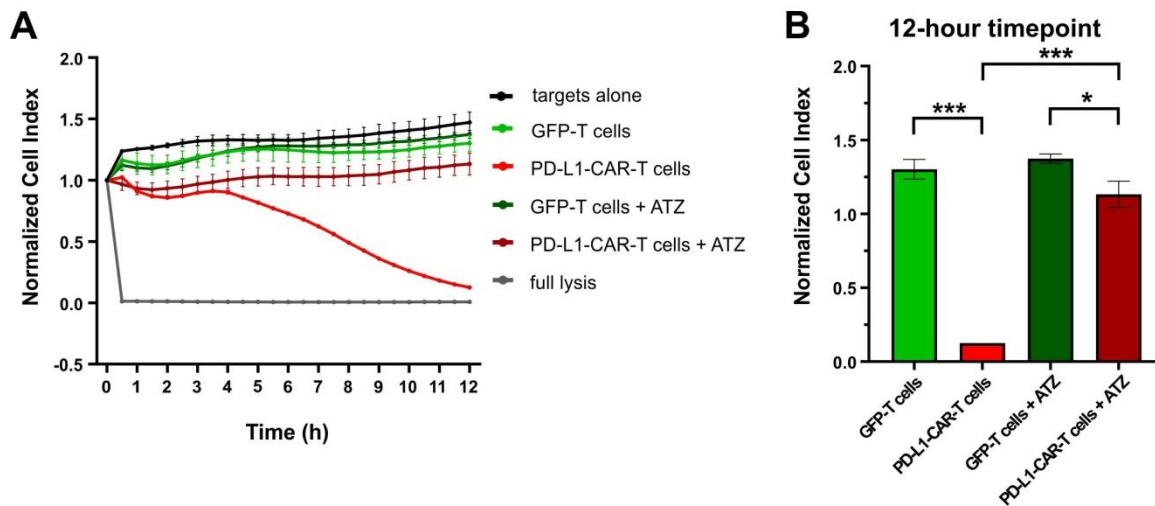 A
Normalized Cell Index
2.0
1.5
1.0
0.5
0.0
-0.5
0 1 2 3 4 5 6 7 8 9 10 11 12
Time (h)
targets alone
GFP-T cells
PD-L1-CAR-T cells
GFP-T cells + ATZ
PD-L1-CAR-T cells + ATZ
full lysis
B
12-hour timepoint
Normalized Cell Index
2.0
1.5
1.0
0.5
0.0
***
***
*
GFP-T cells
PD-L1-CAR-T cells
GFP-T cells + ATZ
PD-L1-CAR-T cells + ATZ